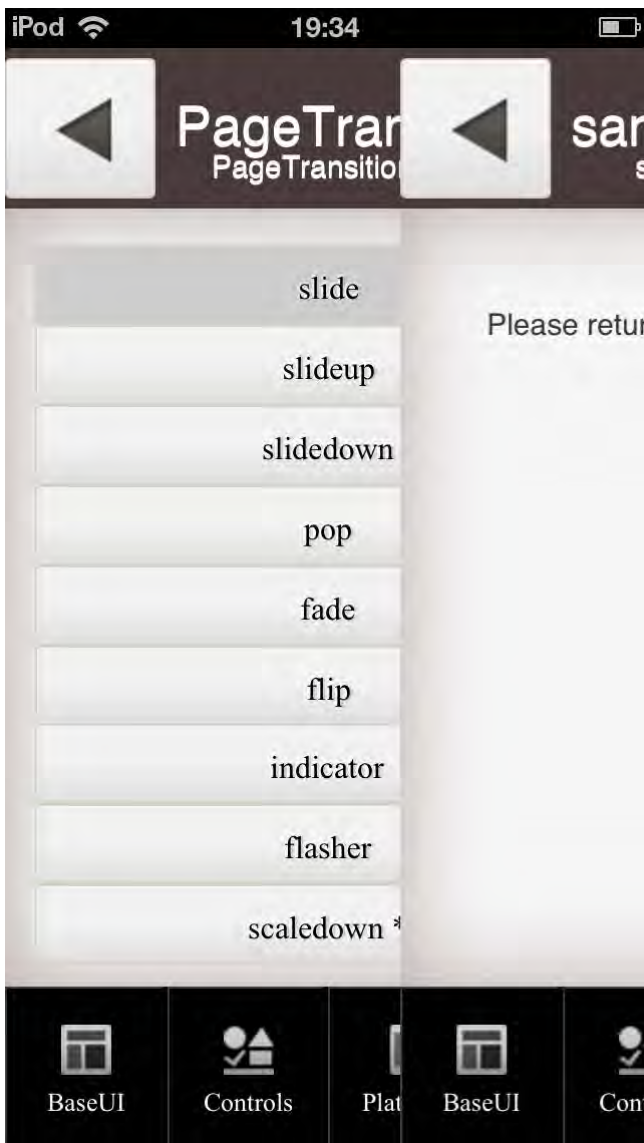 iPod 19:34
PageTran
PageTransitio
sam
s
slide
Please retur
slideup
slidedown
pop
fade
flip
indicator
flasher
scaledown *
BaseUI Controls Plat BaseUI Con